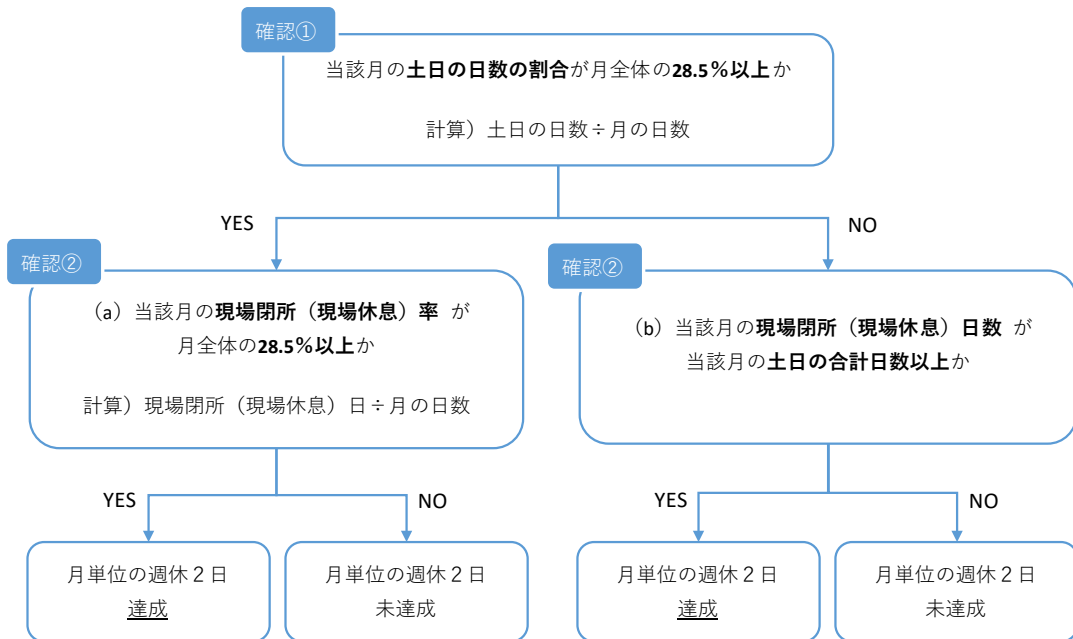 確認①
当該月の土日の日数の割合が月全体の28.5%以上か
計算）土日の日数÷月の日数
YES
NO
確認②
（a）当該月の現場閉所（現場休息）率 が
月全体の28.5%以上か
計算）現場閉所（現場休息）日÷月の日数
確認②
（b）当該月の現場閉所（現場休息）日数 が
当該月の土日の合計日数以上か
YES
NO
YES
NO
月単位の週休２日
達成
月単位の週休２日
未達成
月単位の週休２日
達成
月単位の週休２日
未達成